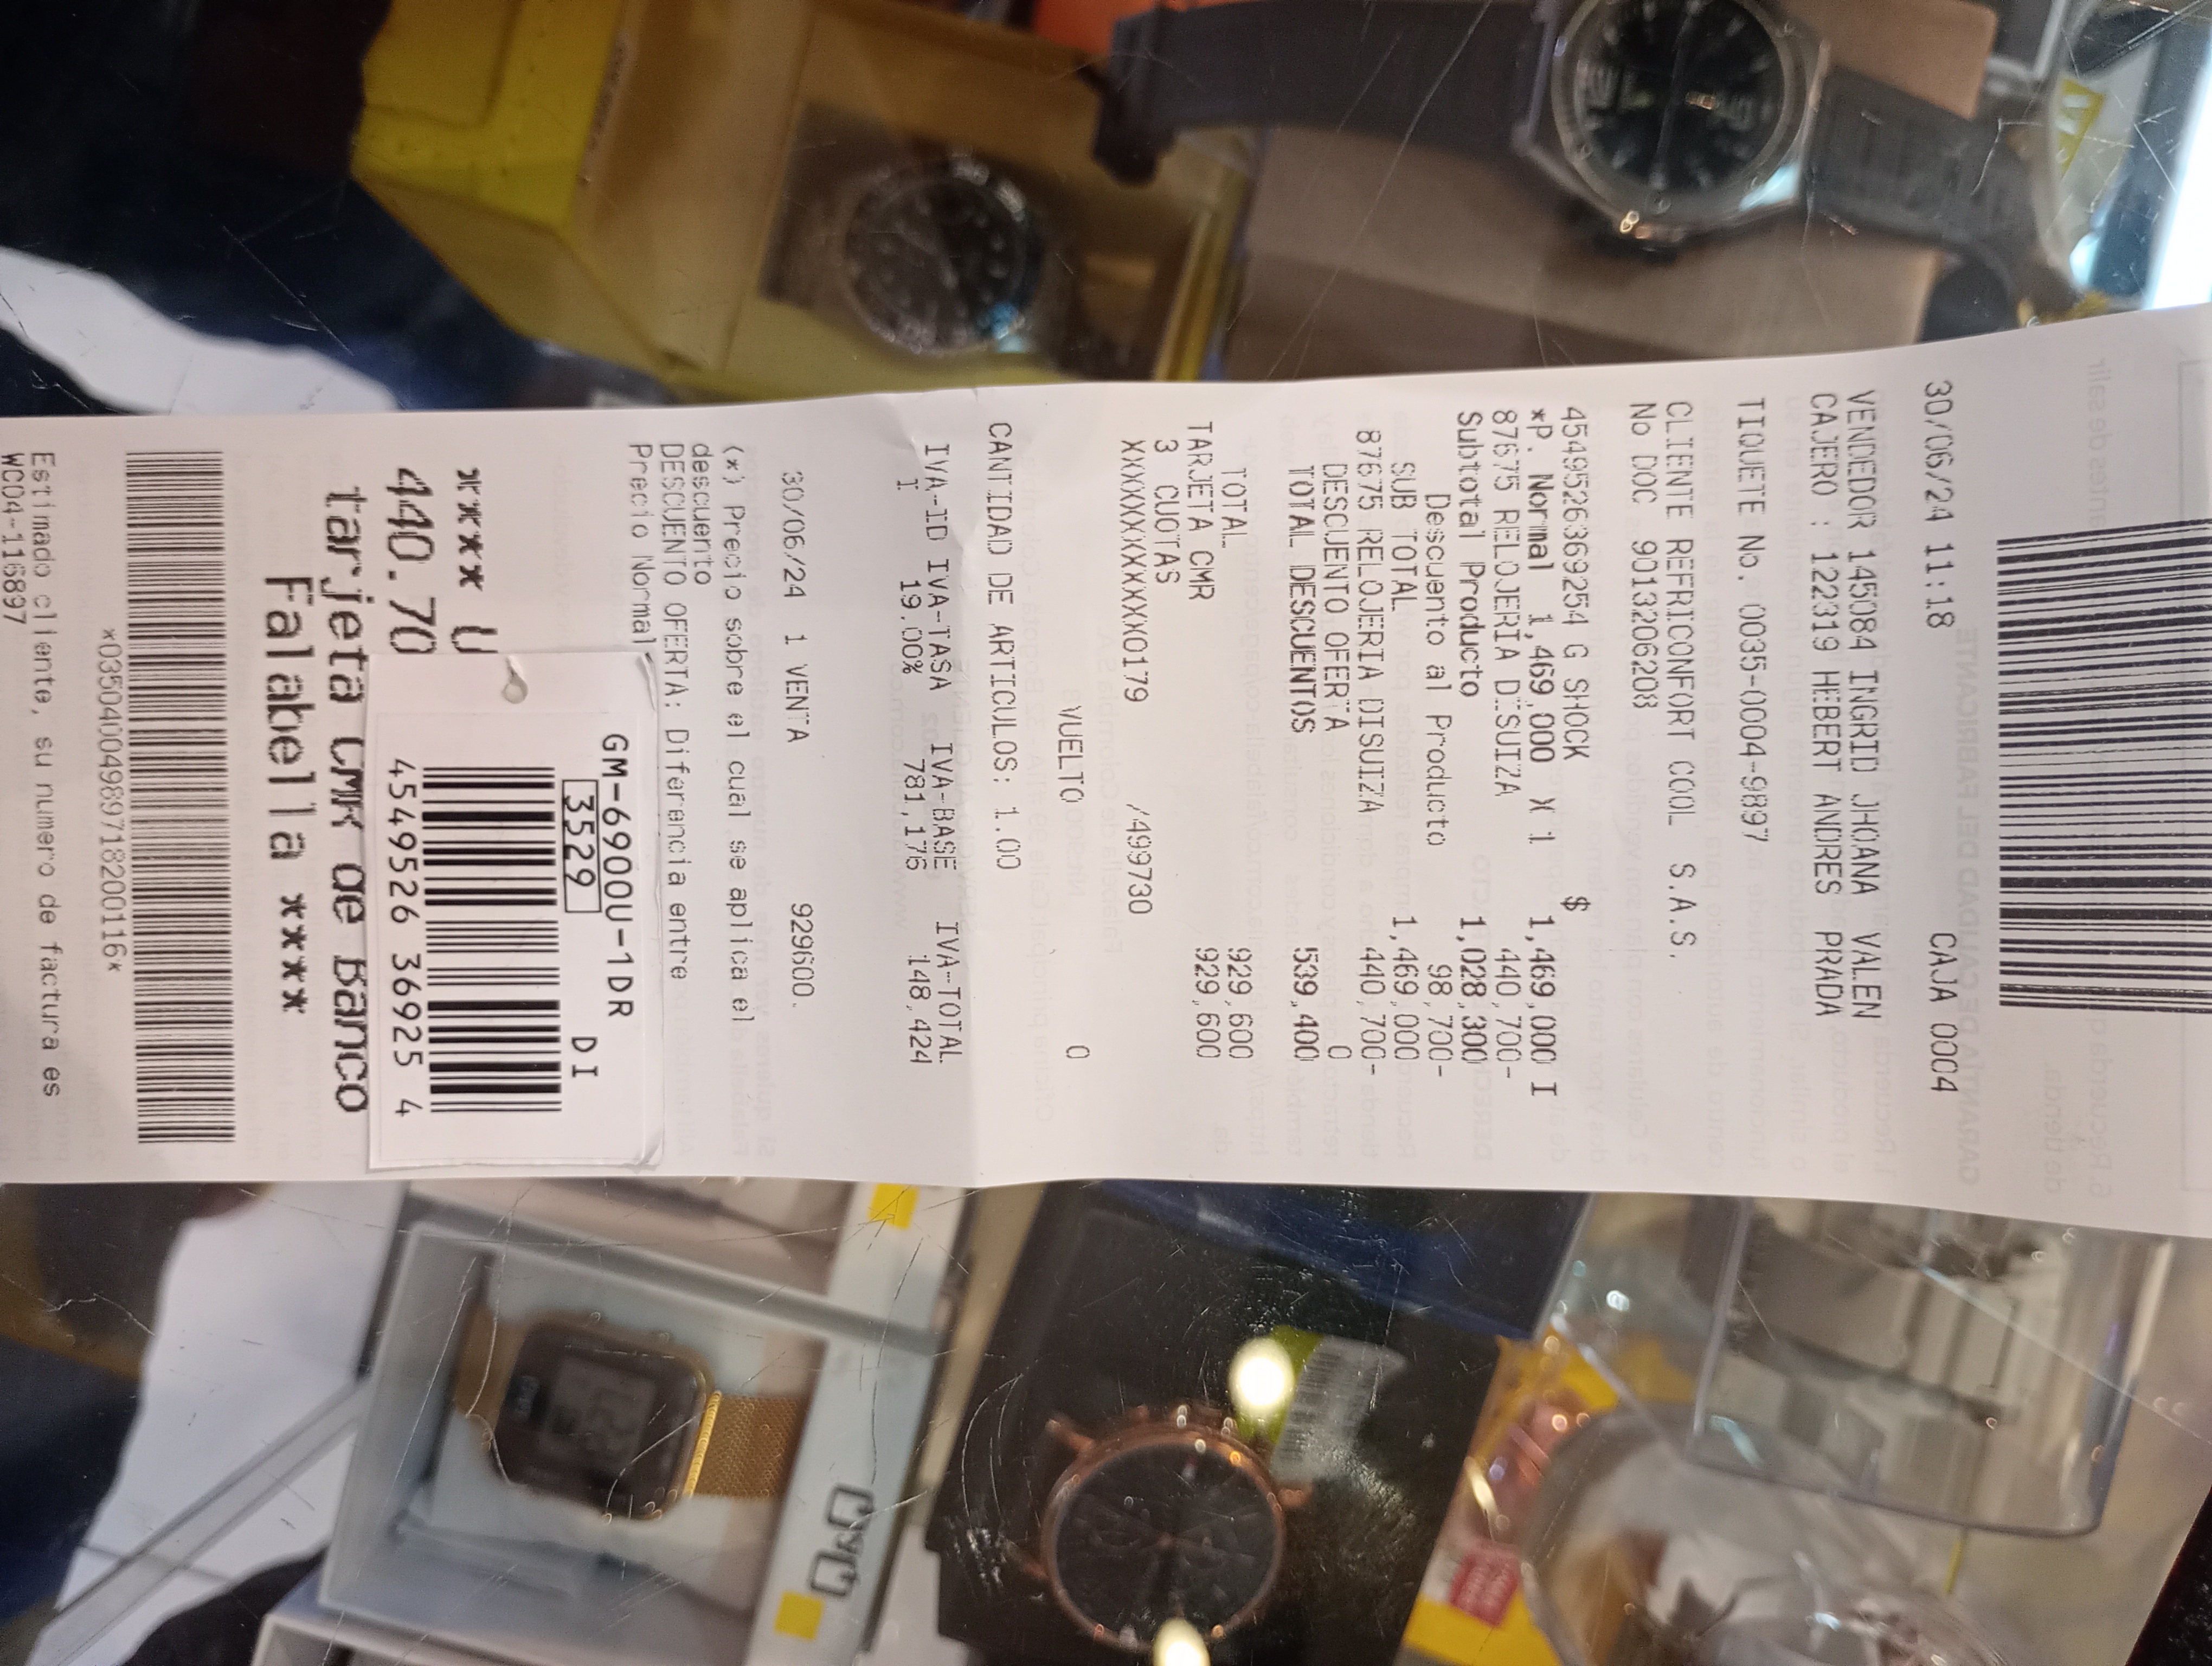 30/06/24 11:18 CAJA 0004
VENDEDOR 145084 INGRID JHOANA VALEN
CAJERO : 122319 HEBERT ANDRES PRADA
TIQUETE No. 0035-0004-9897
CLIENTE REFRICONFORT COOL S.A.S.
No DOC 9013206208
4549526369254 G SHOCK $
*P. Normal 1,469,000 X 1 1,469,000 I
87675 RELOJERIA DISUIZA 440,700-
Subtotal Producto 1,028,300
Descuento al Producto 98,700-
SUB TOTAL 1,469,000
87675 RELOJERIA DISUIZA 440,700-
DESCUENTO OFERTA 0
TOTAL DESCUENTOS 539,400
TOTAL 929,600
TARJETA CMR 929,600
3 CUOTAS
XXXXXXXXXXXX0179 /499730
VUELTO 0
CANTIDAD DE ARTICULOS: 1.00
IVA-ID IVA-TASA IVA-BASE IVA-TOTAL
I 19.00% 781,176 148,424
30/06/24 1 VENTA 929600.
(*) Precio sobre el cual se aplica el
descuento
DESCUENTO OFERTA: Diferencia entre
Precio Normal
GM-6900U-1DR
3529 DI
4549526 36925 4
****
440.70
tarjeta CMR de Banco
Falabella ****
*03504004989718200116*
Estimado cliente, su numero de factura es
WC04-116897